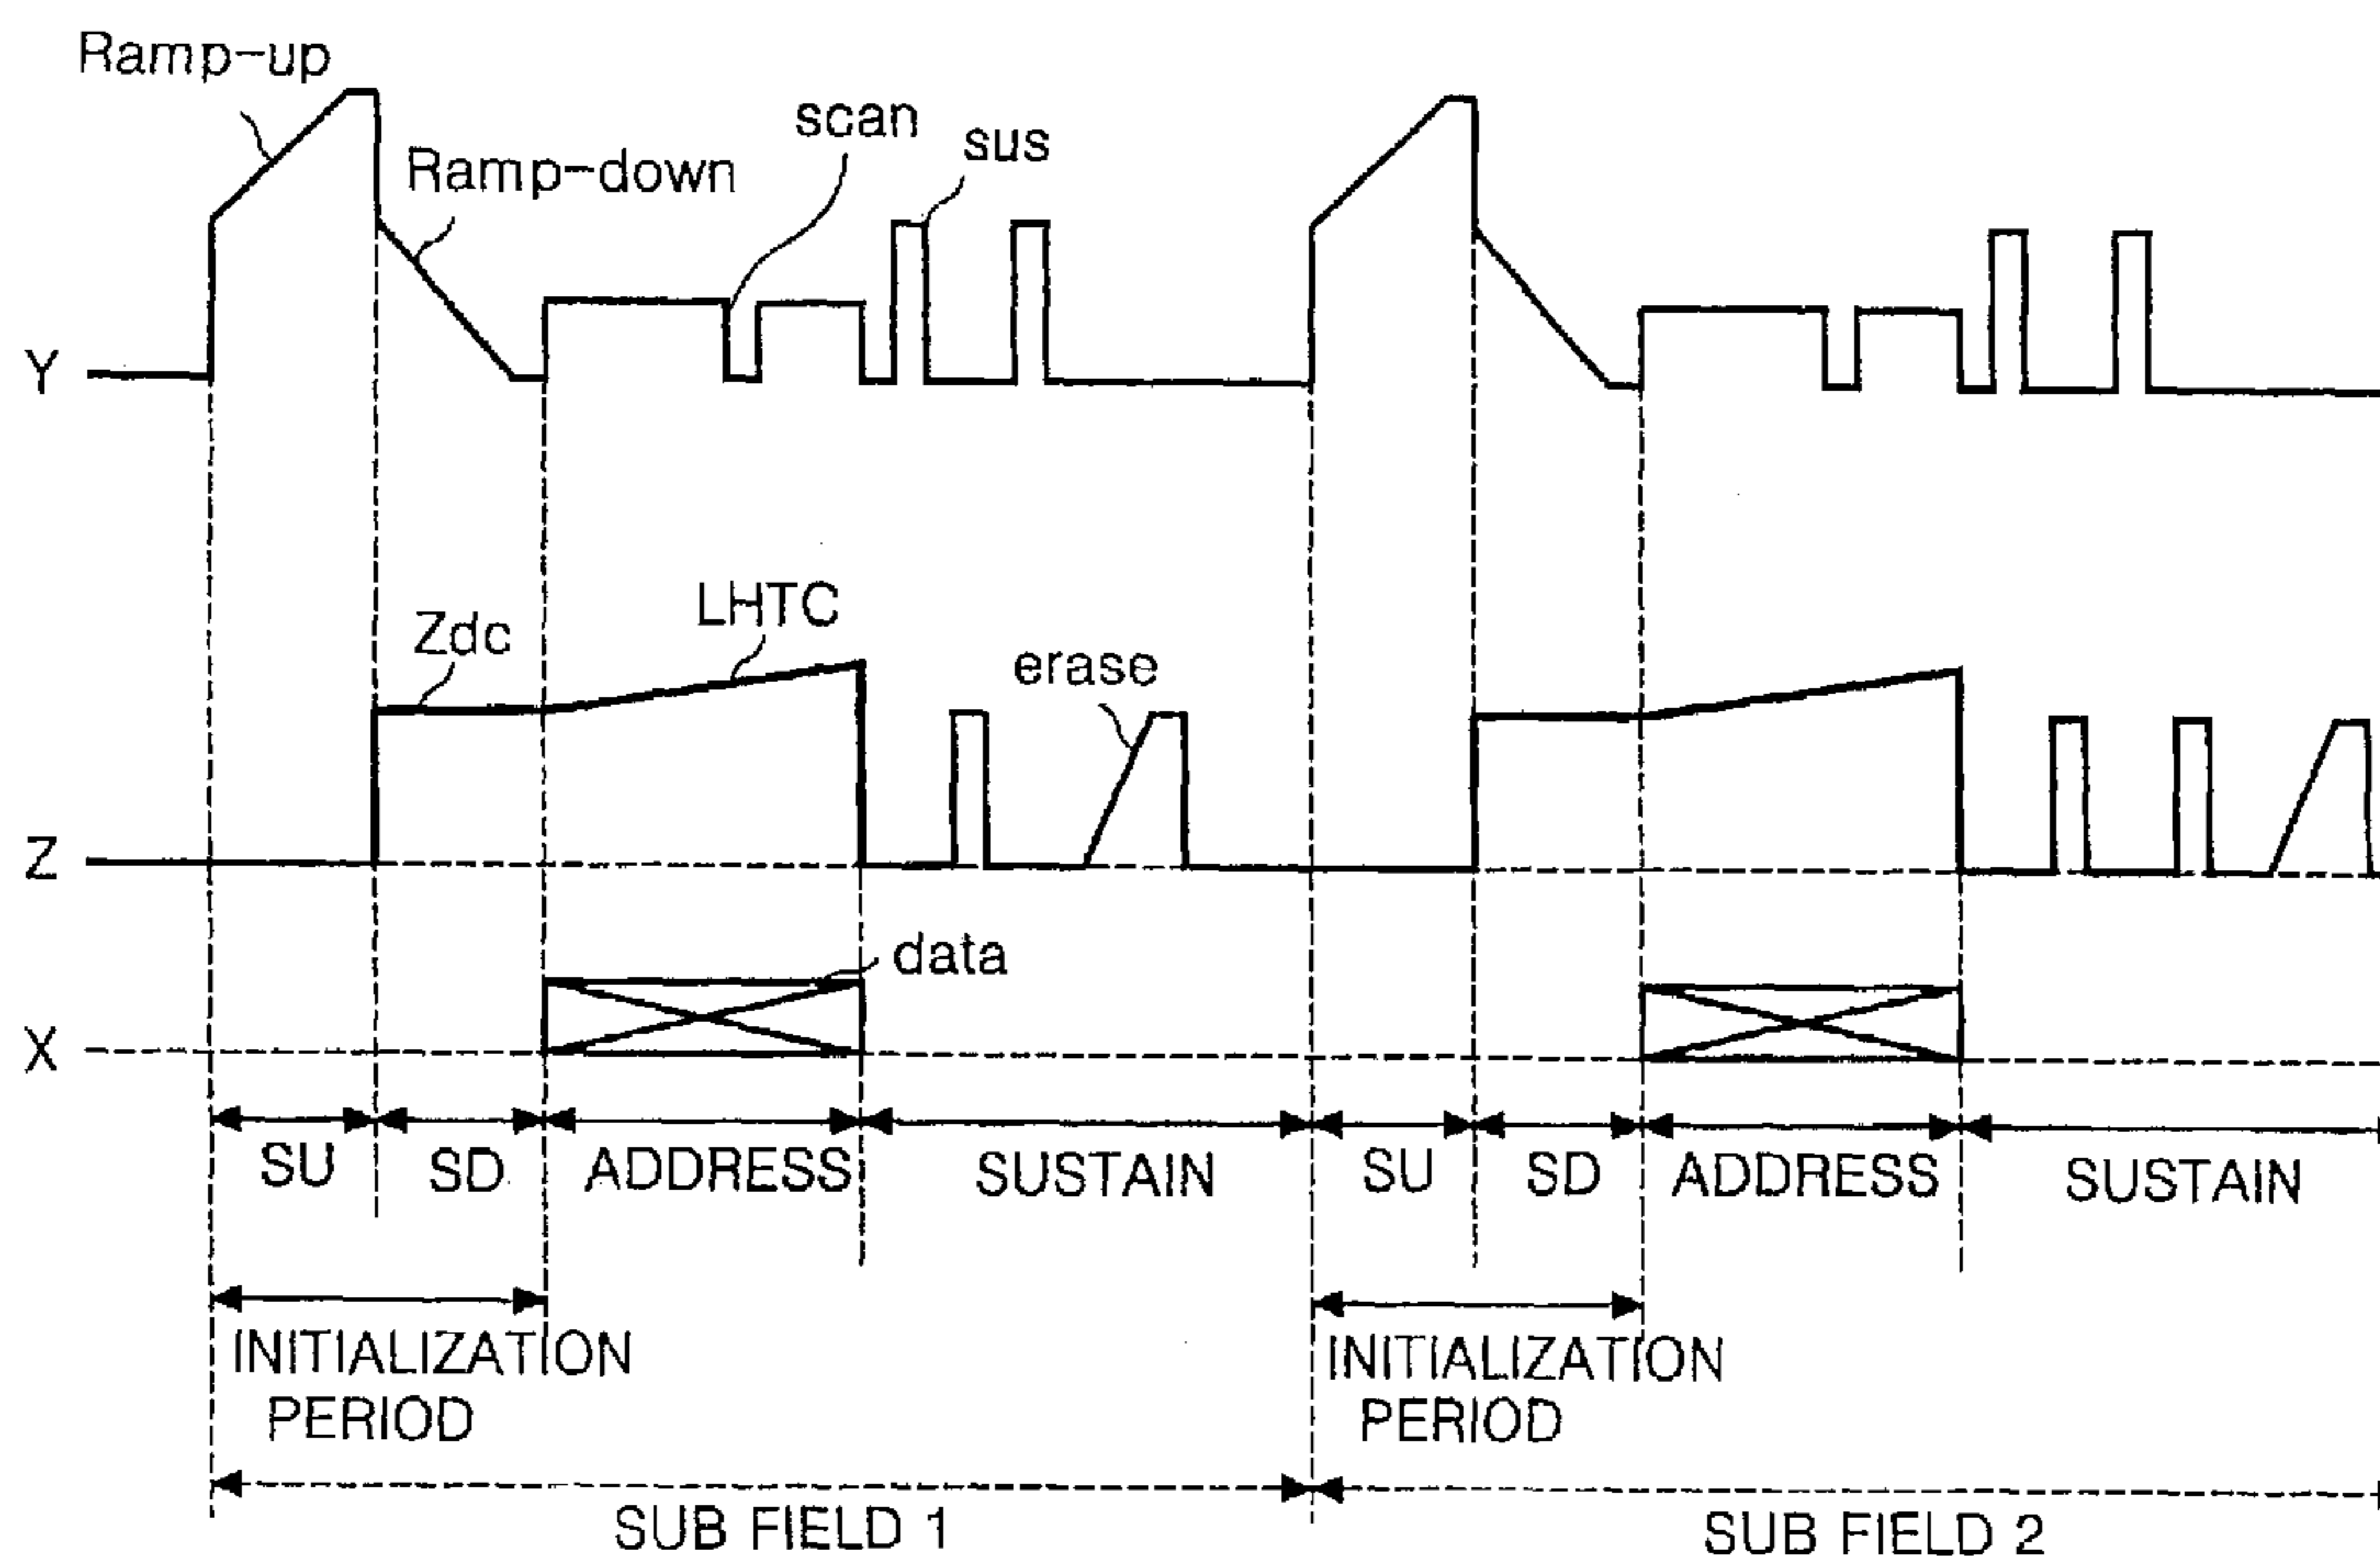 Ramp-up
scan
sus
Ramp-down
Y
LHTC
Zdc
erase
Z
data
X
SU SD ADDRESS SUSTAIN SU SD ADDRESS SUSTAIN
INITIALIZATION
PERIOD
INITIALIZATION
PERIOD
SUB FIELD 1
SUB FIELD 2